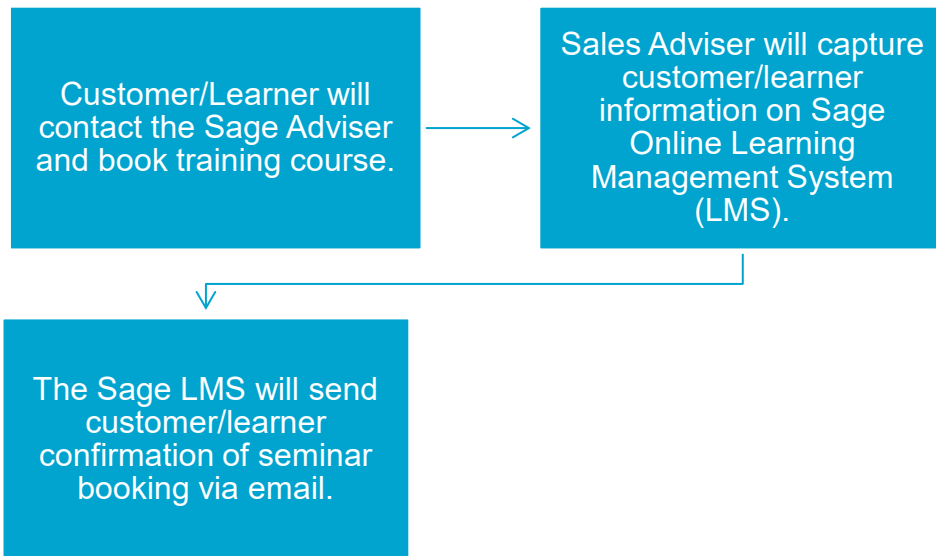 Customer/Learner will
contact the Sage Adviser
and book training course.
Sales Adviser will capture
customer/learner
information on Sage
Online Learning
Management System
(LMS).
The Sage LMS will send
customer/learner
confirmation of seminar
booking via email.